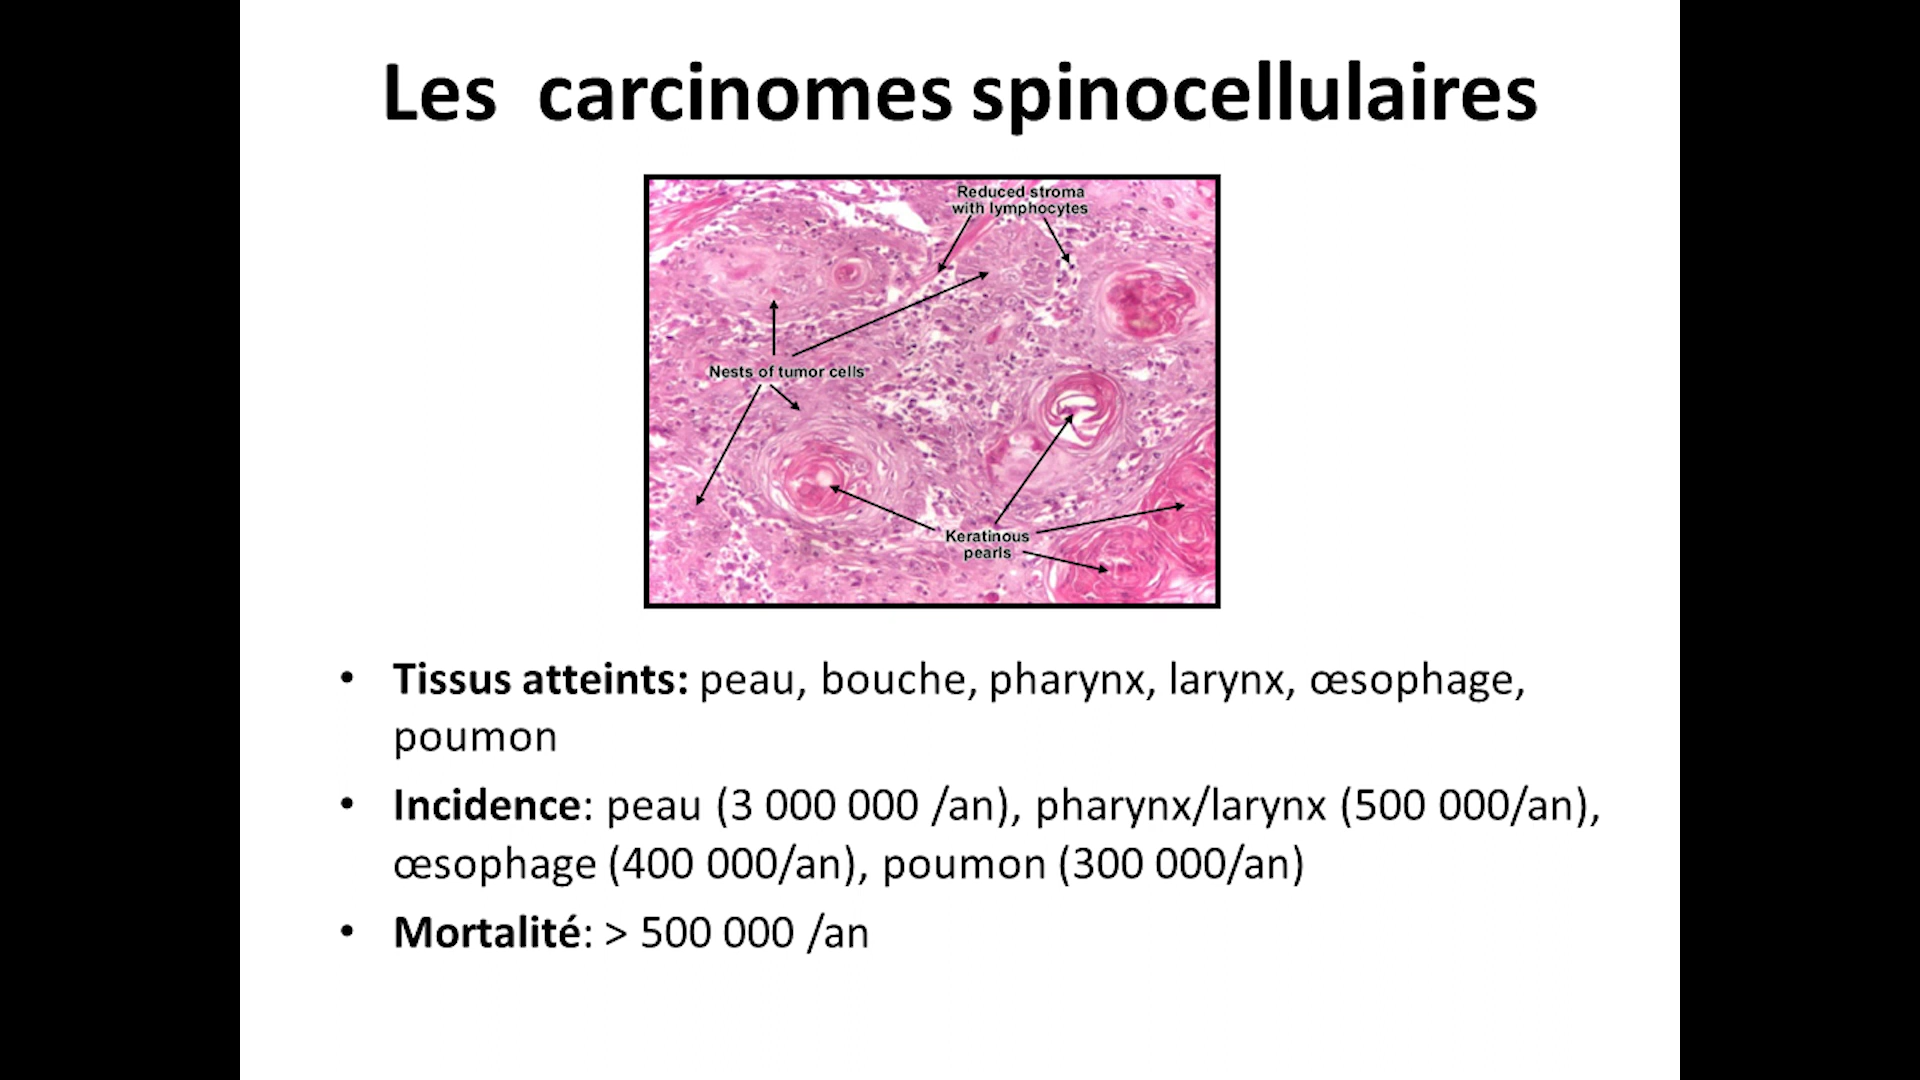 Les carcinomes spinocellulaires
Reduced stroma
with lymphocytes
Nests of tumor cells
Keratinous
pearls
• Tissus atteints: peau, bouche, pharynx, larynx, œsophage,
poumon
• Incidence: peau (3 000 000 /an), pharynx/larynx (500 000/an),
œsophage (400 000/an), poumon (300 000/an)
• Mortalité: > 500 000 /an